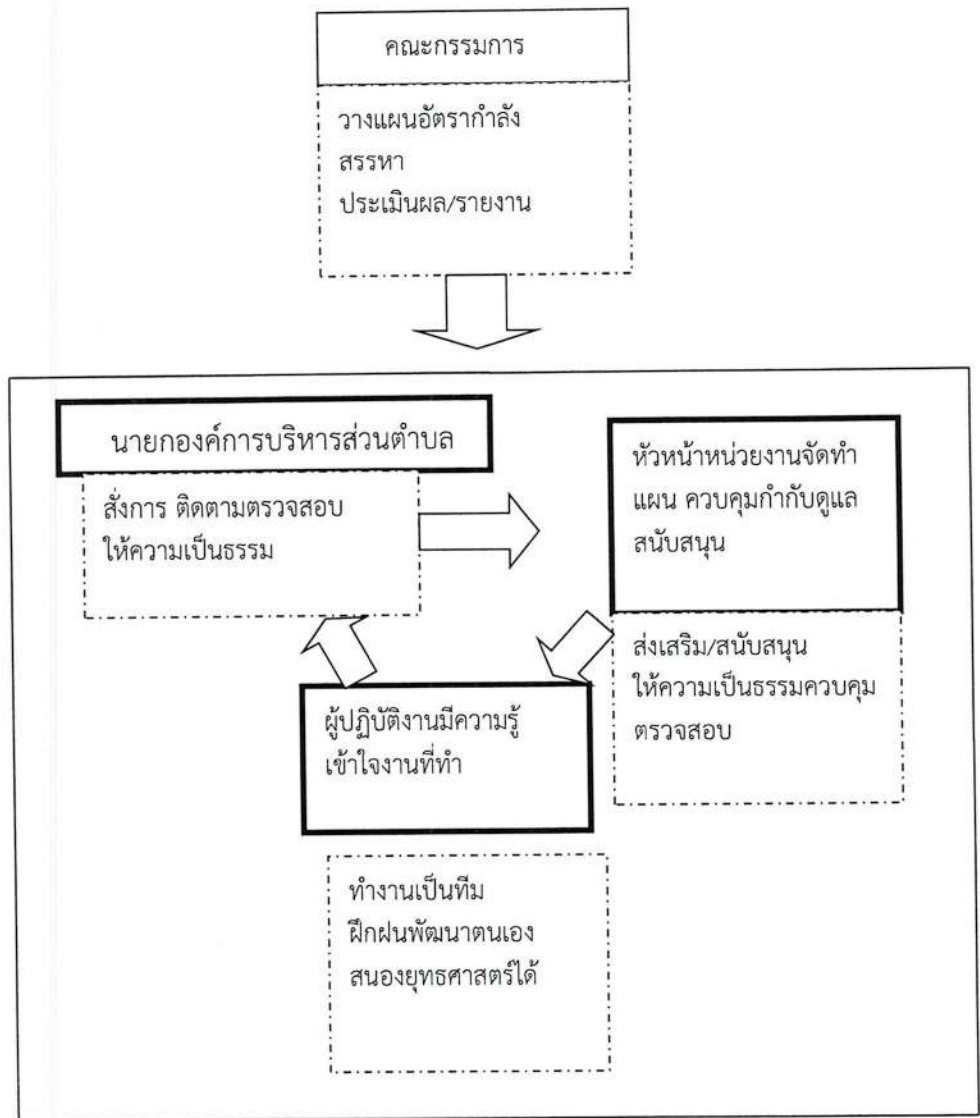 คณะกรรมการ
วางแผนอัตรากำลัง
สรรหา
ประเมินผล/รายงาน
นายกองค์การบริหารส่วนตำบล
สั่งการ ติดตามตรวจสอบ
ให้ความเป็นธรรม
หัวหน้าหน่วยงานจัดทำ
แผน ควบคุมกำกับดูแล
สนับสนุน
ส่งเสริม/สนับสนุน
ให้ความเป็นธรรมควบคุม
ตรวจสอบ
ผู้ปฏิบัติงานมีความรู้
เข้าใจงานที่ทำ
ทำงานเป็นทีม
ฝึกฝนพัฒนาตนเอง
สนองยุทธศาสตร์ได้